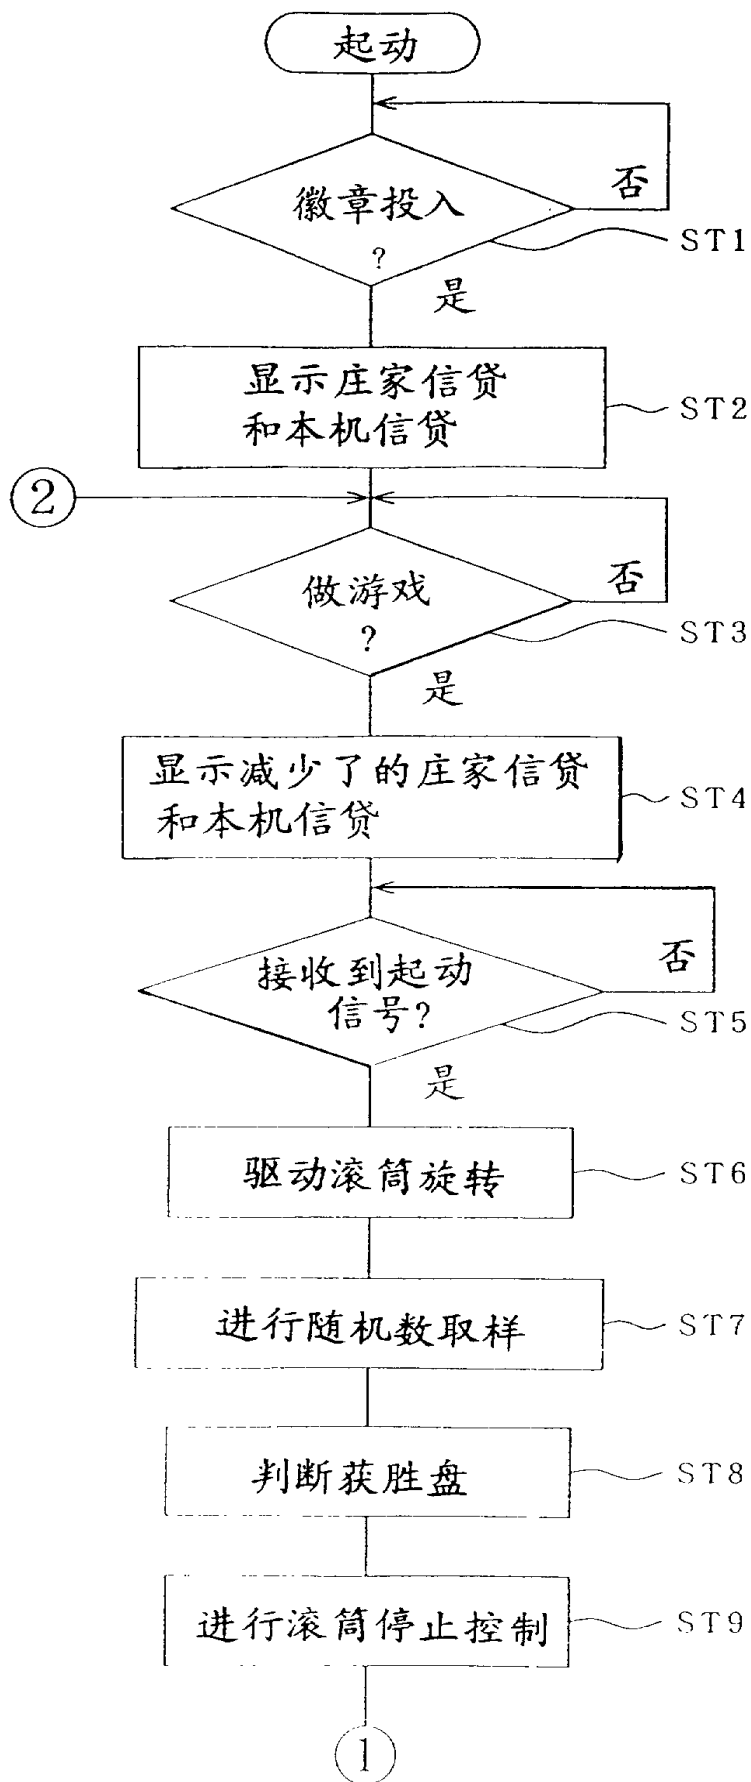 起动
否
徽章投入
?
ST1
是
显示庄家信贷
和本机信贷
ST2
②
否
做游戏
?
ST3
是
显示减少了的庄家信贷
和本机信贷
ST4
否
接收到起动
信号?
ST5
是
驱动滚筒旋转
ST6
进行随机数取样
ST7
判断获胜盘
ST8
进行滚筒停止控制
ST9
①